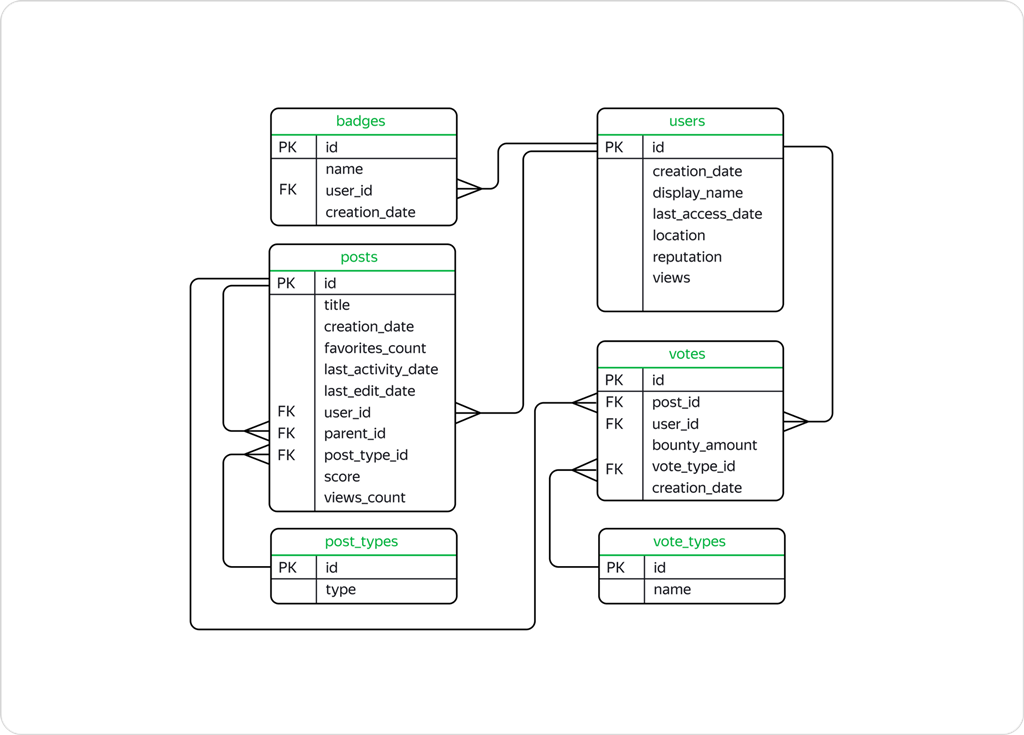 badges
PK id
name
FK user_id
creation_date
users
PK id
creation_date
display_name
last_access_date
location
reputation
views
posts
PK id
title
creation_date
favorites_count
last_activity_date
last_edit_date
FK user_id
FK parent_id
FK post_type_id
score
views_count
votes
PK id
FK post_id
FK user_id
bounty_amount
FK vote_type_id
creation_date
post_types
PK id
type
vote_types
PK id
name